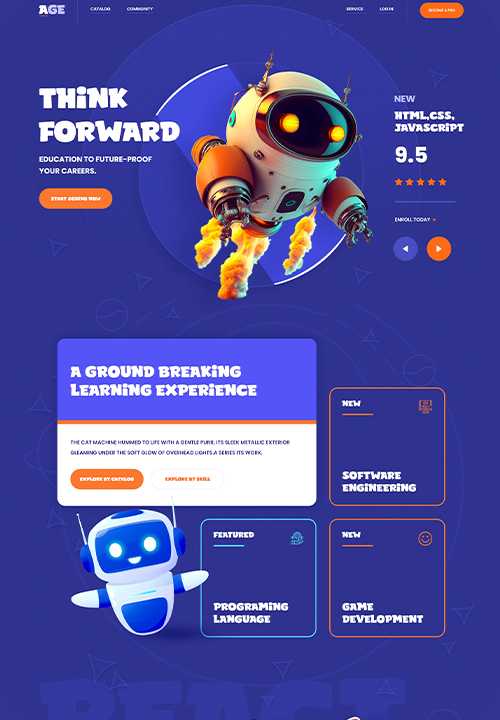 AGE
CATALOG
COMMUNITY
SERVICE
LOG IN
BECOME A PRO
THINK
FORWARD
EDUCATION TO FUTURE-PROOF
YOUR CAREERS.
START CODING NOW
NEW
HTML,CSS,
JAVASCRIPT
9.5
ENROLL TODAY >
A GROUND BREAKING
LEARNING EXPERIENCE
THE CAT MACHINE HUMMED TO LIFE WITH A GENTLE PURR, ITS SLEEK METALLIC EXTERIOR
GLEAMING UNDER THE SOFT GLOW OF OVERHEAD LIGHTS.A SERIES ITS WORK.
EXPLORE BY CATALOG
EXPLORE BY SKILL
NEW
SOFTWARE
ENGINEERING
FEATURED
PROGRAMING
LANGUAGE
NEW
GAME
DEVELOPMENT
REACT